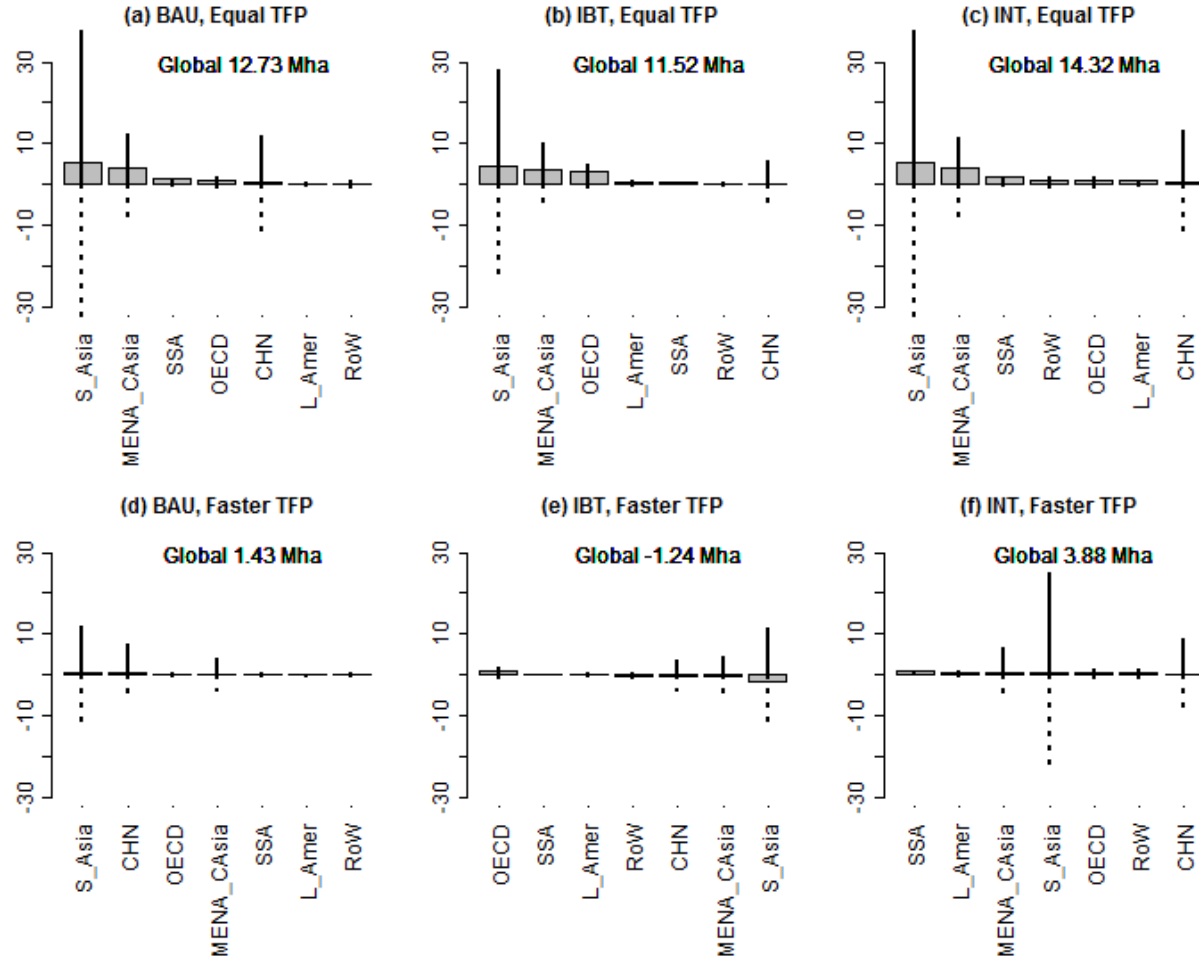 (a) BAU, Equal TFP
Global 12.73 Mha
30
10
-10
-30
S_Asia
MENA_CAsia
SSA
OECD
CHN
L_Amer
RoW
(b) IBT, Equal TFP
Global 11.52 Mha
30
10
-10
-30
S_Asia
MENA_CAsia
OECD
L_Amer
SSA
RoW
CHN
(c) INT, Equal TFP
Global 14.32 Mha
30
10
-10
-30
S_Asia
MENA_CAsia
SSA
RoW
OECD
L_Amer
CHN
(d) BAU, Faster TFP
Global 1.43 Mha
30
10
-10
-30
S_Asia
CHN
OECD
MENA_CAsia
SSA
L_Amer
RoW
(e) IBT, Faster TFP
Global -1.24 Mha
30
10
-10
-30
OECD
SSA
L_Amer
RoW
CHN
MENA_CAsia
S_Asia
(f) INT, Faster TFP
Global 3.88 Mha
30
10
-10
-30
SSA
L_Amer
MENA_CAsia
S_Asia
OECD
RoW
CHN